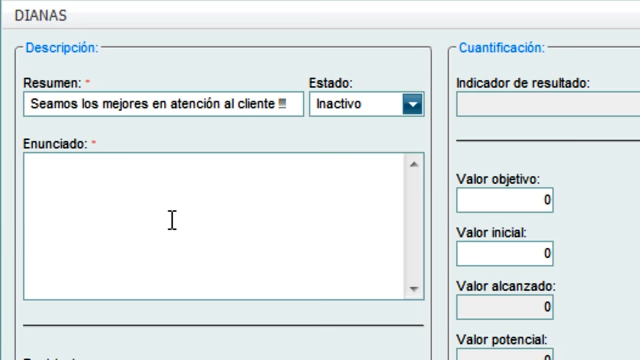 DIANAS
Descripción:
Resumen: *
Estado:
Seamos los mejores en atención al cliente !!!
Inactivo
Enunciado: *
Cuantificación:
Indicador de resultado:
Valor objetivo:
0
Valor inicial:
0
Valor alcanzado:
0
Valor potencial:
0